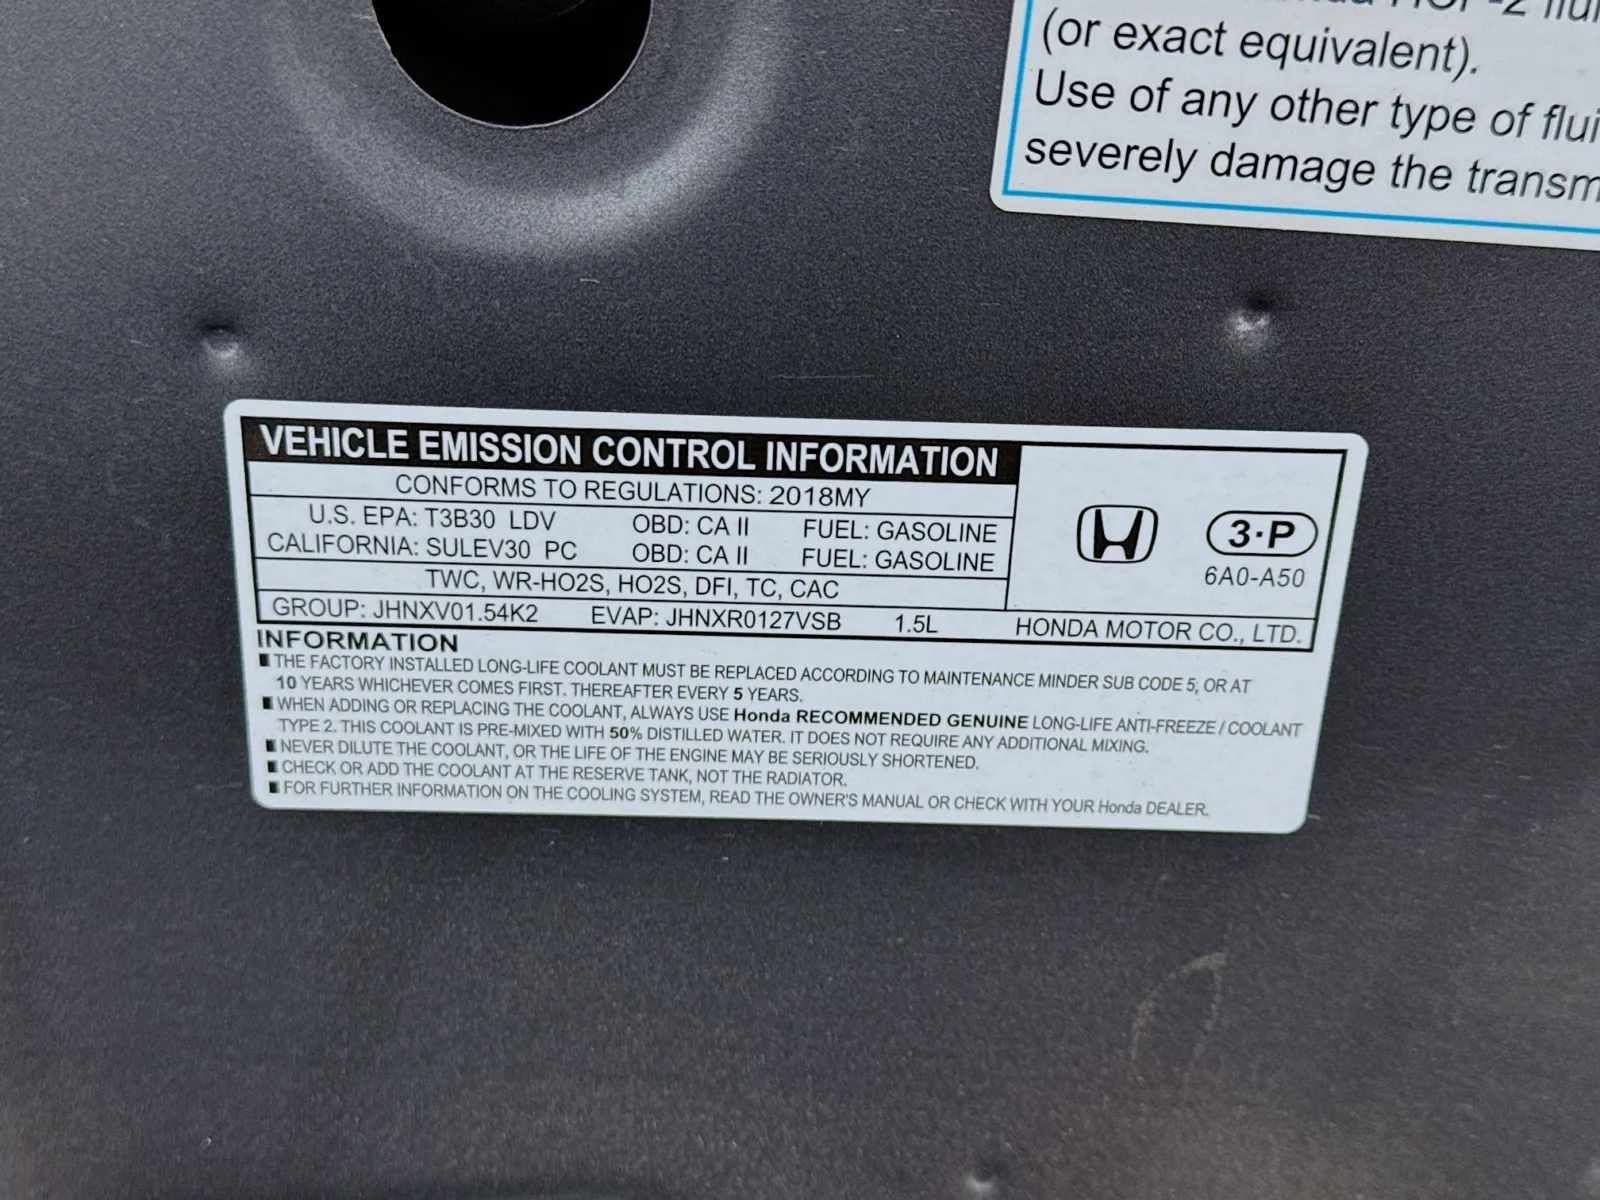 HCF-2
(or exact equivalent).
Use of any other type of
severely damage the
VEHICLE EMISSION CONTROL INFORMATION
CONFORMS TO REGULATIONS: 2018MY
U.S. EPA: T3B30 LDV OBD: CA II FUEL: GASOLINE
CALIFORNIA: SULEV30 PC OBD: CA II FUEL: GASOLINE
TWC, WR-HO2S, HO2S, DFI, TC, CAC
3·P
6A0-A50
GROUP: JHNXV01.54K2 EVAP: JHNXR0127VSB 1.5L HONDA MOTOR CO., LTD.
INFORMATION
THE FACTORY INSTALLED LONG-LIFE COOLANT MUST BE REPLACED ACCORDING TO MAINTENANCE MINDER SUB CODE 5, OR AT
10 YEARS WHICHEVER COMES FIRST. THEREAFTER EVERY 5 YEARS.
WHEN ADDING OR REPLACING THE COOLANT, ALWAYS USE Honda RECOMMENDED GENUINE LONG-LIFE ANTI-FREEZE / COOLANT
TYPE 2. THIS COOLANT IS PRE-MIXED WITH 50% DISTILLED WATER. IT DOES NOT REQUIRE ANY ADDITIONAL MIXING.
NEVER DILUTE THE COOLANT, OR THE LIFE OF THE ENGINE MAY BE SERIOUSLY SHORTENED.
CHECK OR ADD THE COOLANT AT THE RESERVE TANK, NOT THE RADIATOR.
FOR FURTHER INFORMATION ON THE COOLING SYSTEM, READ THE OWNER'S MANUAL OR CHECK WITH YOUR Honda DEALER.